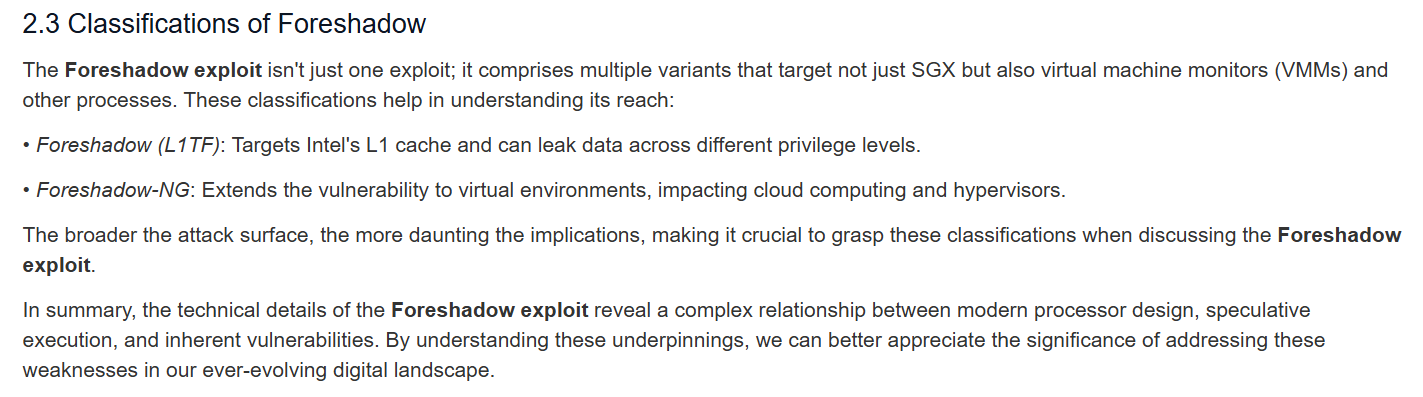 2.3 Classifications of Foreshadow
The Foreshadow exploit isn't just one exploit; it comprises multiple variants that target not just SGX but also virtual machine monitors (VMMs) and
other processes. These classifications help in understanding its reach:
• Foreshadow (L1TF): Targets Intel's L1 cache and can leak data across different privilege levels.
• Foreshadow-NG: Extends the vulnerability to virtual environments, impacting cloud computing and hypervisors.
The broader the attack surface, the more daunting the implications, making it crucial to grasp these classifications when discussing the Foreshadow
exploit.
In summary, the technical details of the Foreshadow exploit reveal a complex relationship between modern processor design, speculative
execution, and inherent vulnerabilities. By understanding these underpinnings, we can better appreciate the significance of addressing these
weaknesses in our ever-evolving digital landscape.